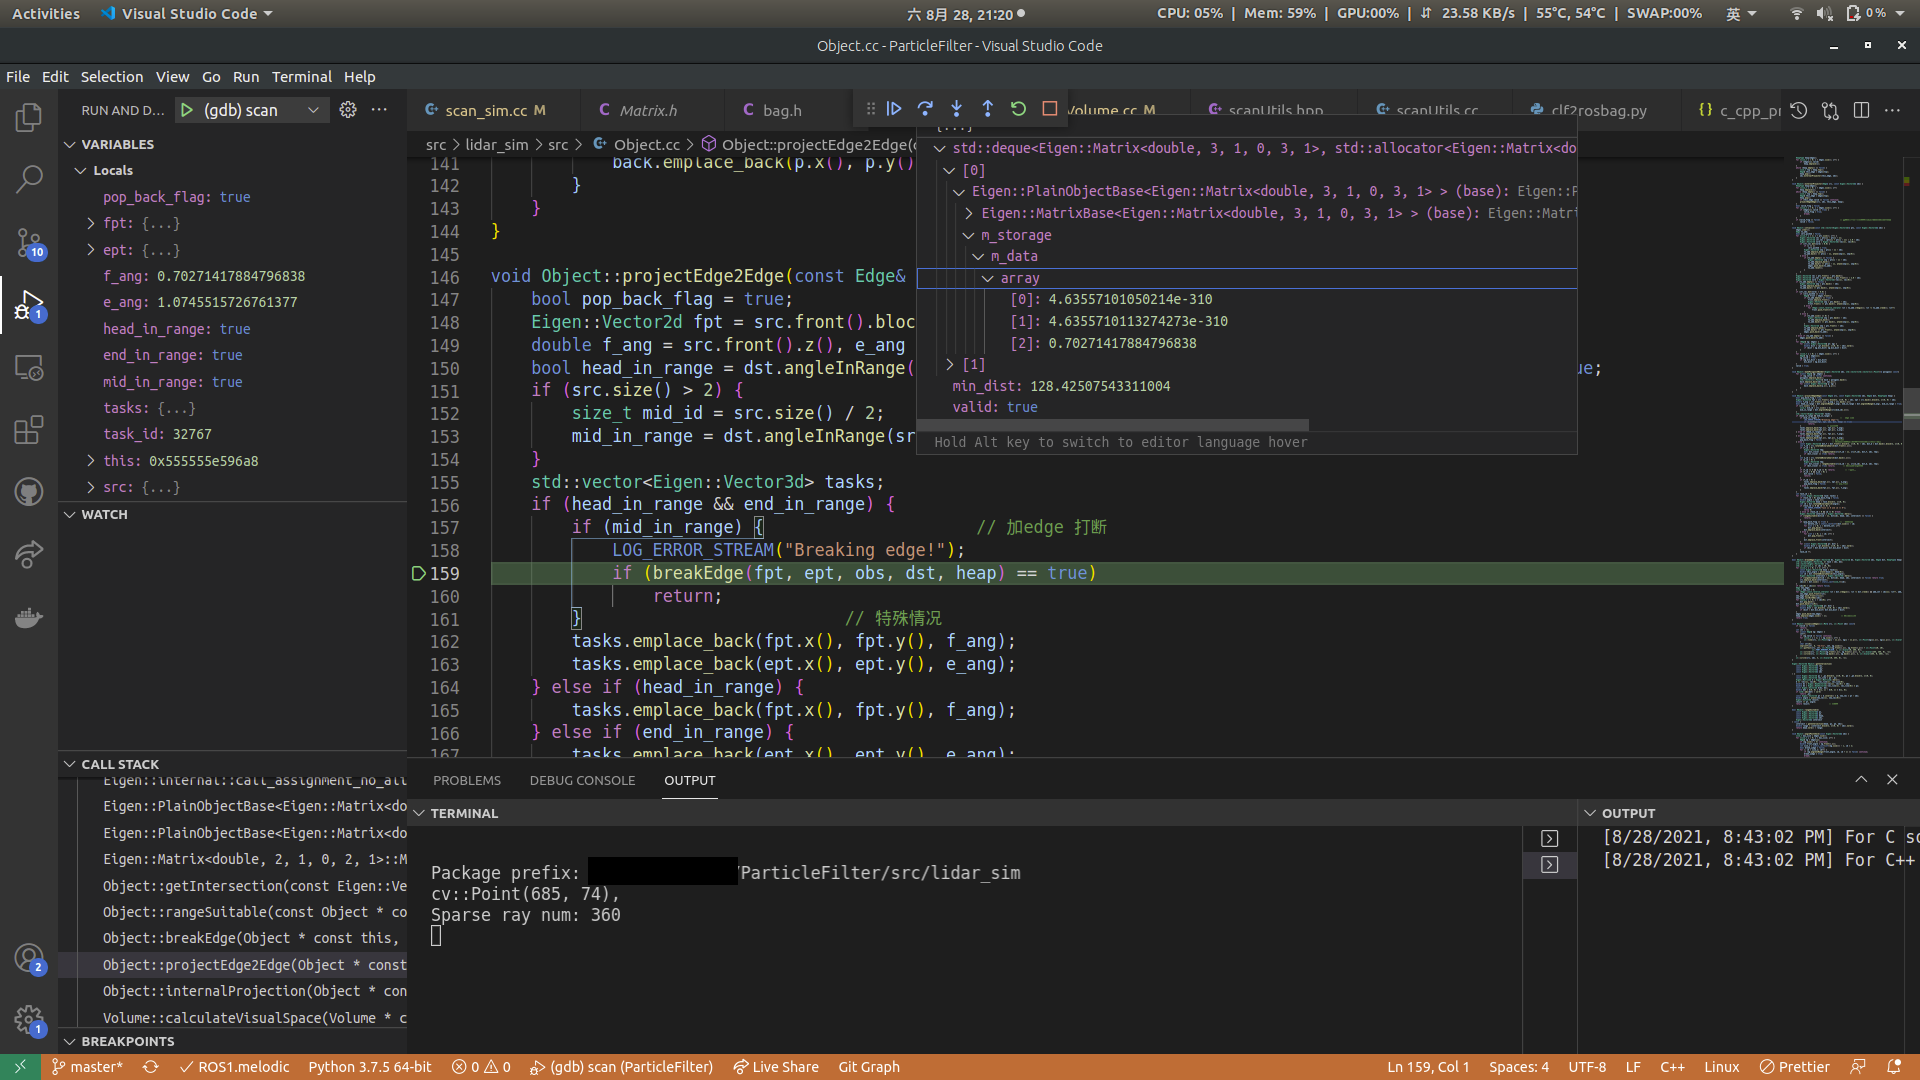 Activities
Visual Studio Code
六 8月 28, 21:20
CPU: 05% | Mem: 59% | GPU:00% | 23.58 KB/s | 55℃, 54℃ | SWAP:00%
英
0 %
Object.cc - ParticleFilter - Visual Studio Code
File Edit Selection View Go Run Terminal Help
RUN AND D...
(gdb) scan
scan_sim.cc M
Matrix.h
bag.h
Volume.cc M
scanUtils.hpp
scanUtils.cc
clf2rosbag.py
c_cpp_pr
src > lidar_sim > src > Object.cc > Object::projectEdge2Edge(c
VARIABLES
Locals
pop_back_flag: true
fpt: {...}
ept: {...}
f_ang: 0.70271417884796838
e_ang: 1.0745515726761377
head_in_range: true
end_in_range: true
mid_in_range: true
tasks: {...}
task_id: 32767
this: 0x555555e596a8
src: {...}
WATCH
CALL STACK
Eigen::internal::call_assignment_no_ali
Eigen::PlainObjectBase<Eigen::Matrix<do
Eigen::PlainObjectBase<Eigen::Matrix<do
Eigen::Matrix<double, 2, 1, 0, 2, 1>::M
Object::getIntersection(const Eigen::Ve
Object::rangeSuitable(const Object * co
Object::breakEdge(Object * const this,
Object::projectEdge2Edge(Object * const
Object::internalProjection(Object * con
Volume::calculateVisualSpace(Volume * c
BREAKPOINTS
10
1
2
1
141 back.emplace_back(p.x(), p.y()
142 }
143 }
144 }
145
146 void Object::projectEdge2Edge(const Edge&
147 bool pop_back_flag = true;
148 Eigen::Vector2d fpt = src.front().bloc
149 double f_ang = src.front().z(), e_ang
150 bool head_in_range = dst.angleInRange( ue;
151 if (src.size() > 2) {
152 size_t mid_id = src.size() / 2;
153 mid_in_range = dst.angleInRange(sr
154 }
155 std::vector<Eigen::Vector3d> tasks;
156 if (head_in_range && end_in_range) {
157 if (mid_in_range) { // 加edge 打断
158 LOG_ERROR_STREAM("Breaking edge!");
159 if (breakEdge(fpt, ept, obs, dst, heap) == true)
160 return;
161 } // 特殊情况
162 tasks.emplace_back(fpt.x(), fpt.y(), f_ang);
163 tasks.emplace_back(ept.x(), ept.y(), e_ang);
164 } else if (head_in_range) {
165 tasks.emplace_back(fpt.x(), fpt.y(), f_ang);
166 } else if (end_in_range) {
167 tasks.emplace_back(ept.x(), ept.y(), e_ang);
{...}
std::deque<Eigen::Matrix<double, 3, 1, 0, 3, 1>, std::allocator<Eigen::Matrix<do
[0]
Eigen::PlainObjectBase<Eigen::Matrix<double, 3, 1, 0, 3, 1> > (base): Eigen::P
Eigen::MatrixBase<Eigen::Matrix<double, 3, 1, 0, 3, 1> > (base): Eigen::Matri
m_storage
m_data
array
[0]: 4.63557101050214e-310
[1]: 4.6355710113274273e-310
[2]: 0.70271417884796838
[1]
min_dist: 128.42507543311004
valid: true
Hold Alt key to switch to editor language hover
PROBLEMS DEBUG CONSOLE OUTPUT
TERMINAL
Package prefix: /ParticleFilter/src/lidar_sim
cv::Point(685, 74),
Sparse ray num: 360
OUTPUT
[8/28/2021, 8:43:02 PM] For C so
[8/28/2021, 8:43:02 PM] For C++
master* ROS1.melodic Python 3.7.5 64-bit 0 0 (gdb) scan (ParticleFilter) Live Share Git Graph
Ln 159, Col 1 Spaces: 4 UTF-8 LF C++ Linux Prettier